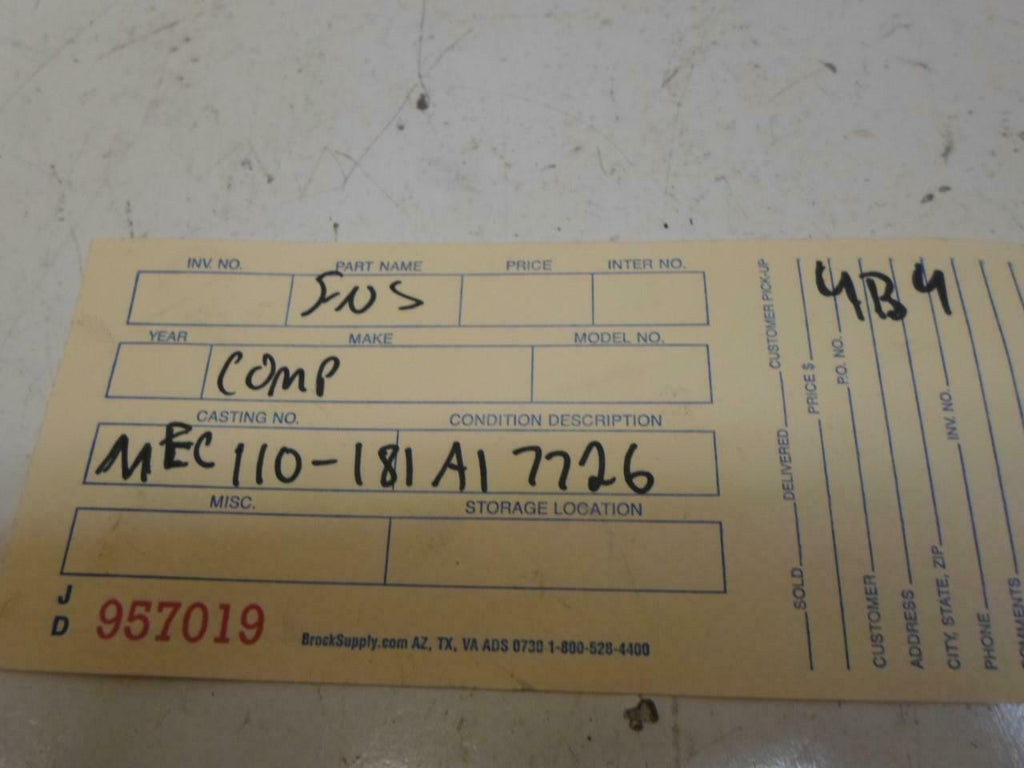 INV. NO. PART NAME PRICE INTER NO.
FNS
YEAR MAKE MODEL NO.
COMP
CASTING NO. CONDITION DESCRIPTION
MEC 110-181 A1 7726
MISC. STORAGE LOCATION
J D 957019
BrockSupply.com AZ, TX, VA ADS 0730 1-800-528-4400
SOLD DELIVERED CUSTOMER PICK-UP
PRICE $
P.O. NO.
4B4
CUSTOMER
ADDRESS
CITY, STATE, ZIP INV. NO.
PHONE
COMMENTS